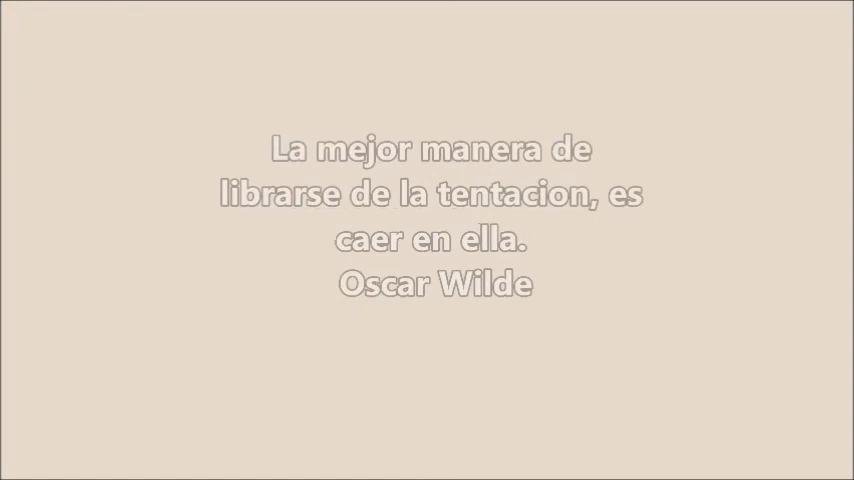 La mejor manera de
librarse de la tentacion, es
caer en ella.
Oscar Wilde